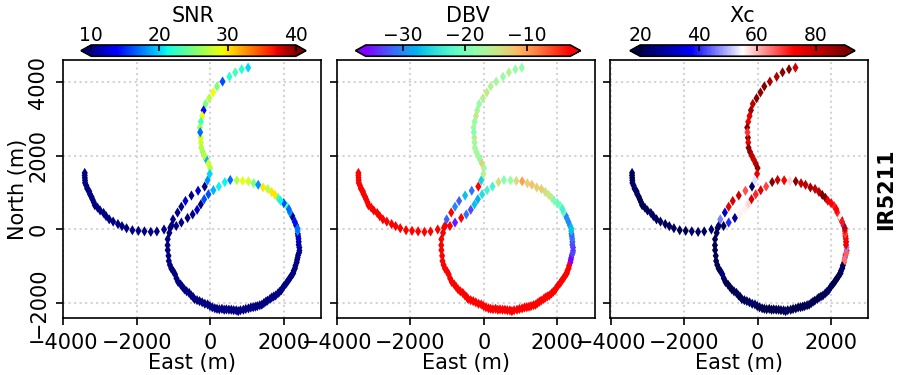 SNR DBV Xc
10 20 30 40 −30 −20 −10 20 40 60 80
4000
2000
0
−2000
North (m)
IR5211
−4000 −2000 0 2000 −4000 −2000 0 2000 −4000 −2000 0 2000
East (m) East (m) East (m)